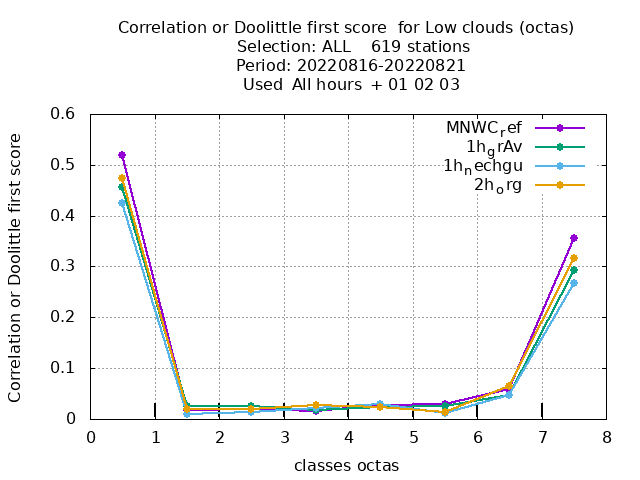 Correlation or Doolittle first score  for Low clouds (octas)
Selection: ALL    619 stations
Period: 20220816-20220821
Used  All hours  + 01 02 03
Correlation or Doolittle first score
MNWC_ref
1h_grAv
1h_nechgu
2h_org
0.6
0.5
0.4
0.3
0.2
0.1
0
0 1 2 3 4 5 6 7 8
classes octas